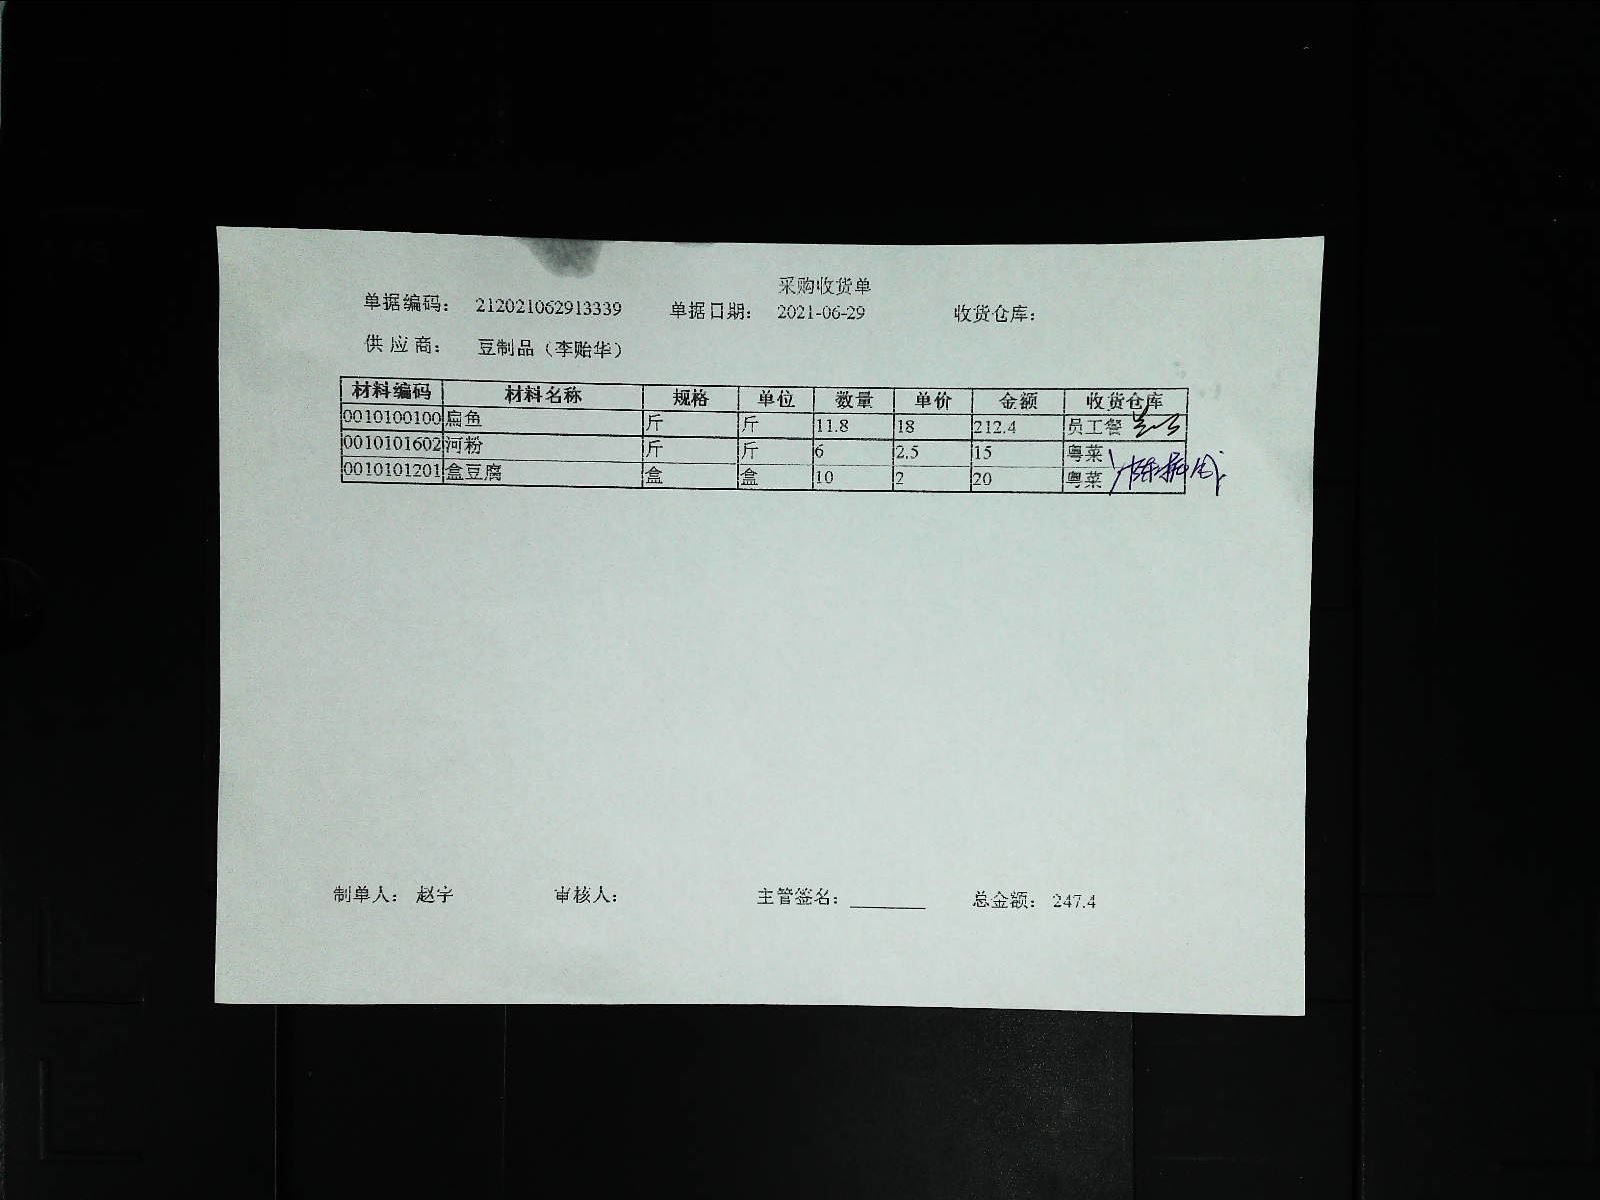 采购收货单
单据编码： 212021062913339 单据日期： 2021-06-29 收货仓库：
供 应 商： 豆制品（李贻华）
材料编码 材料名称 规格 单位 数量 单价 金额 收货仓库
0010100100 扁鱼 斤 斤 11.8 18 212.4 员工餐
0010101602 河粉 斤 斤 6 2.5 15 粤菜
0010101201 盒豆腐 盒 盒 10 2 20 粤菜
制单人： 赵宇 审核人： 主管签名： 总金额： 247.4